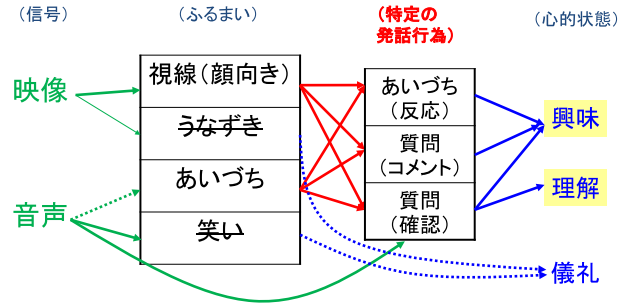 （信号）
（ふるまい）
（特定の
発話行為）
（心的状態）
映像
音声
視線（顔向き）
うなずき
あいづち
笑い
あいづち
（反応）
質問
（コメント）
質問
（確認）
興味
理解
儀礼